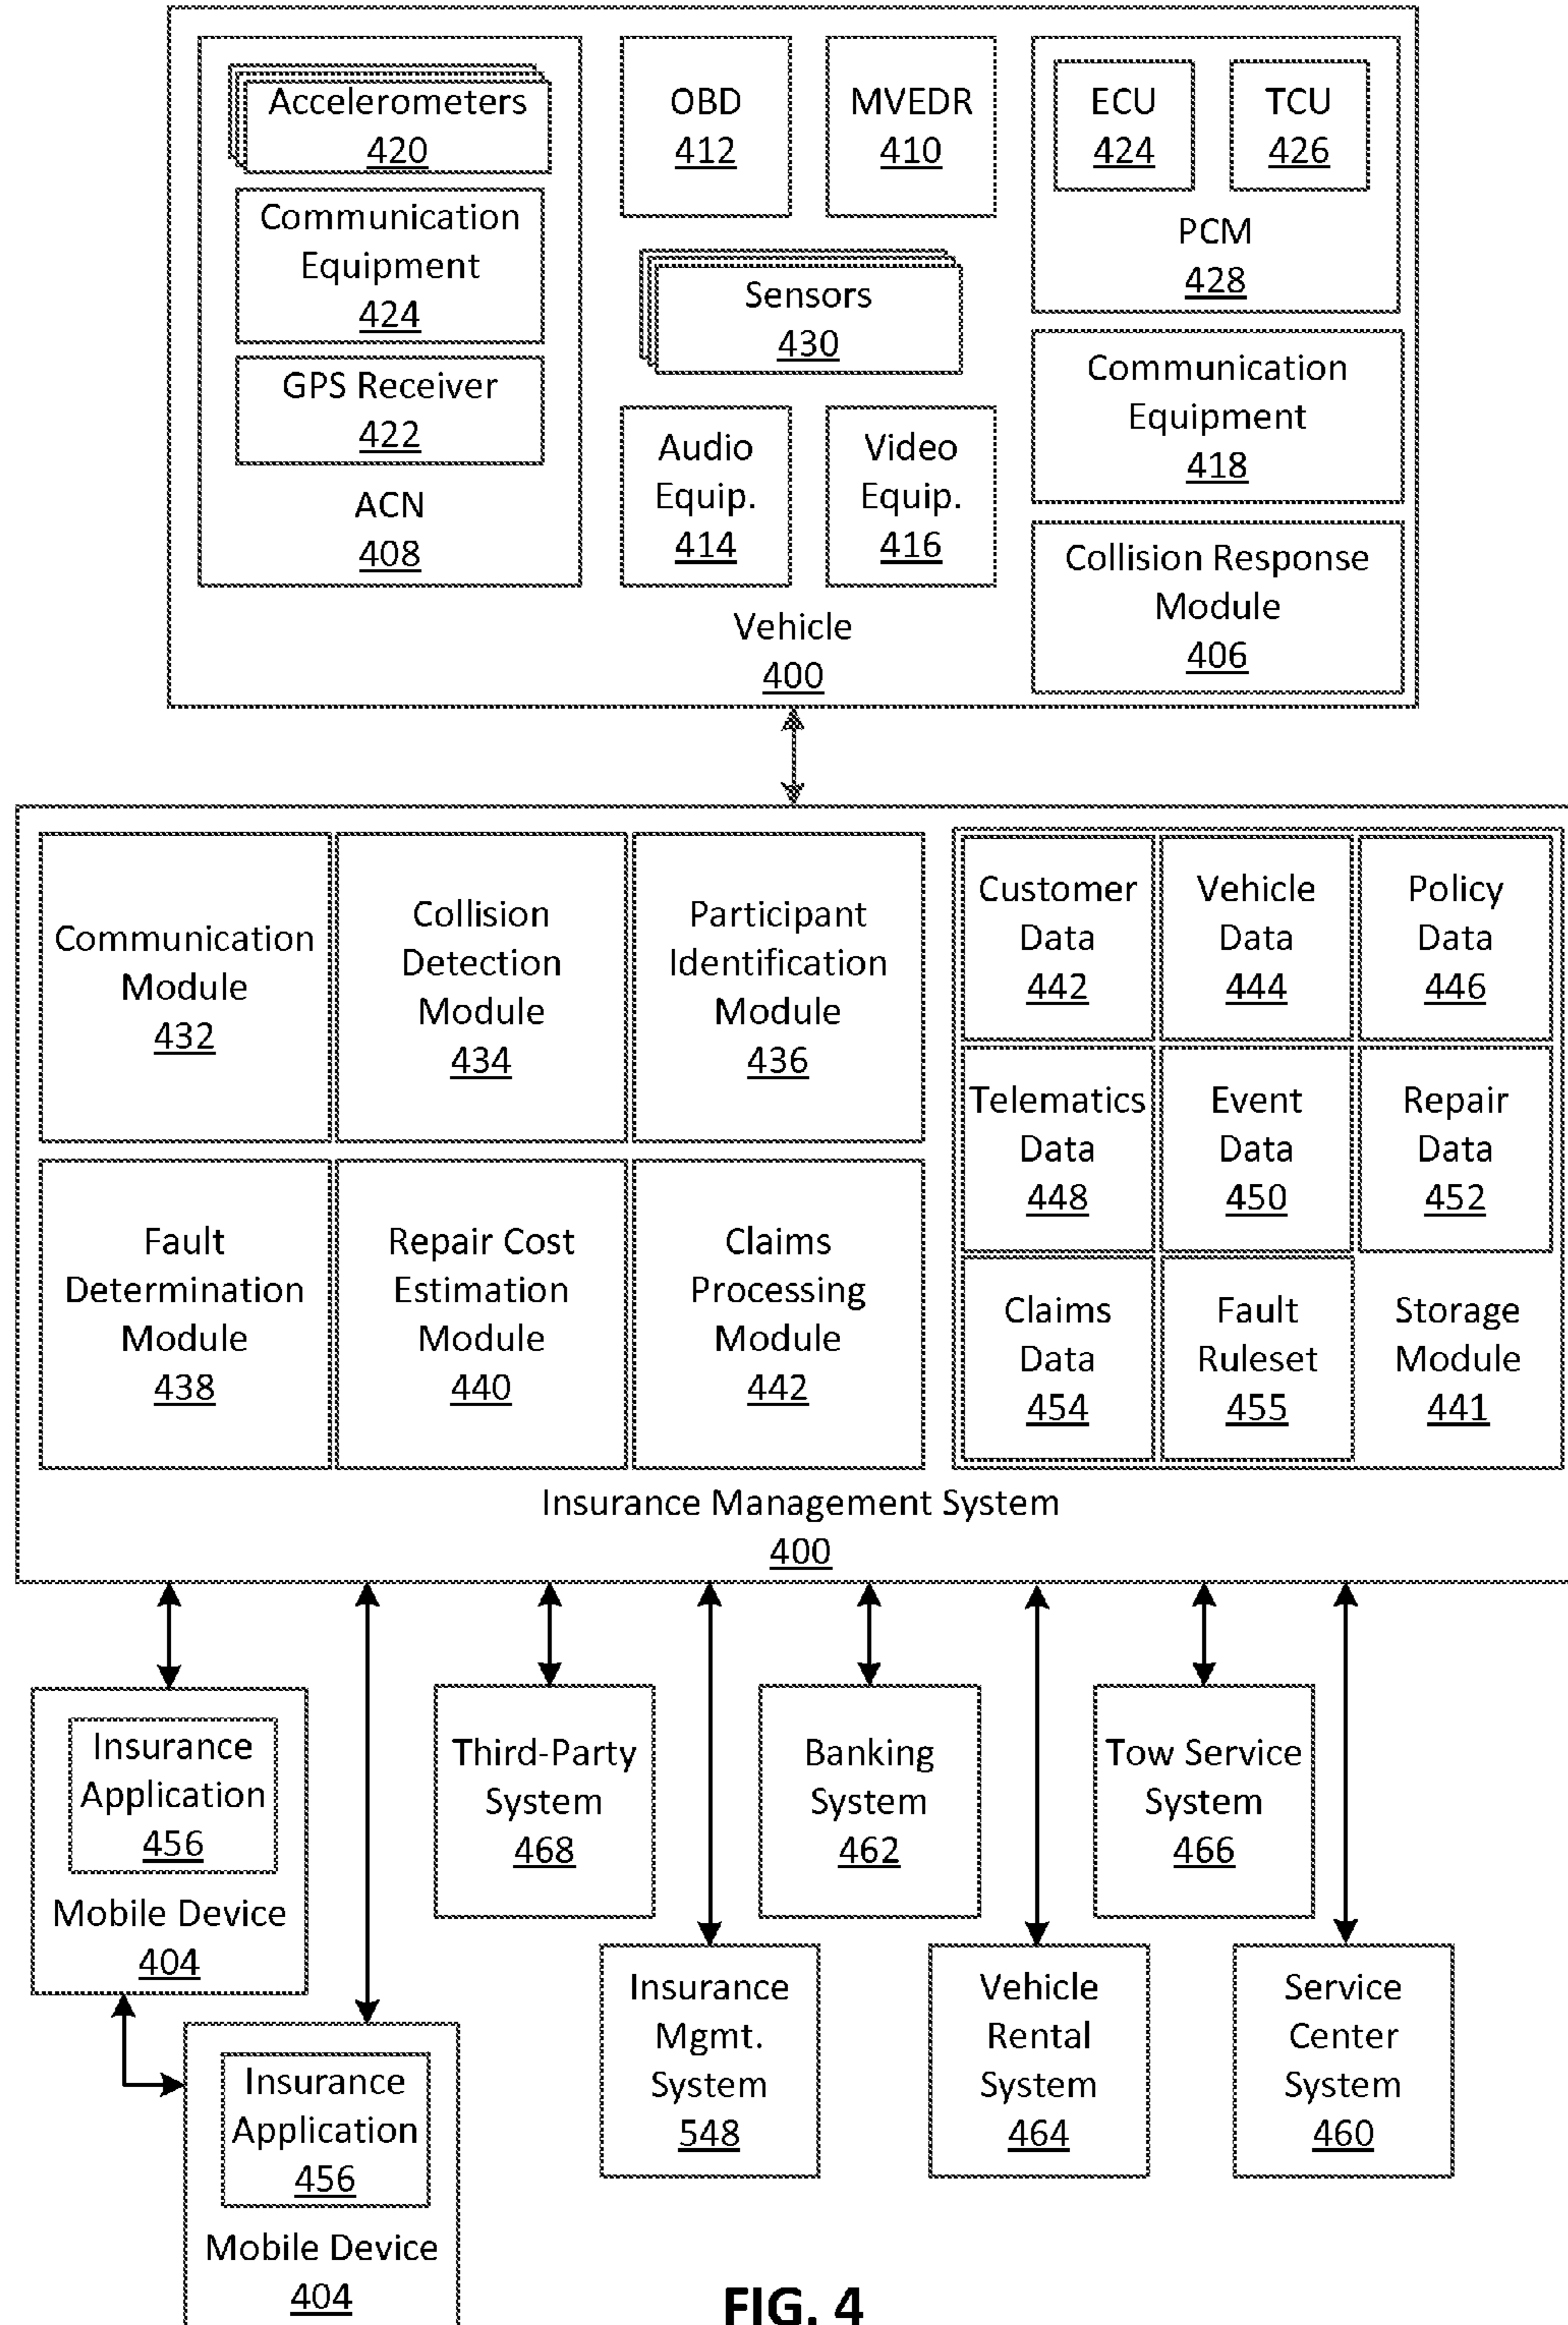 Accelerometers
420
Communication
Equipment
424
GPS Receiver
422
ACN
408
OBD
412
MVEDR
410
Sensors
430
Audio
Equip.
414
Video
Equip.
416
ECU
424
TCU
426
PCM
428
Communication
Equipment
418
Collision Response
Module
406
Vehicle
400
Communication
Module
432
Collision
Detection
Module
434
Participant
Identification
Module
436
Fault
Determination
Module
438
Repair Cost
Estimation
Module
440
Claims
Processing
Module
442
Customer
Data
442
Vehicle
Data
444
Policy
Data
446
Telematics
Data
448
Event
Data
450
Repair
Data
452
Claims
Data
454
Fault
Ruleset
455
Storage
Module
441
Insurance Management System
400
Insurance
Application
456
Mobile Device
404
Insurance
Application
456
Mobile Device
404
Third-Party
System
468
Insurance
Mgmt.
System
548
Banking
System
462
Vehicle
Rental
System
464
Tow Service
System
466
Service
Center
System
460
FIG. 4